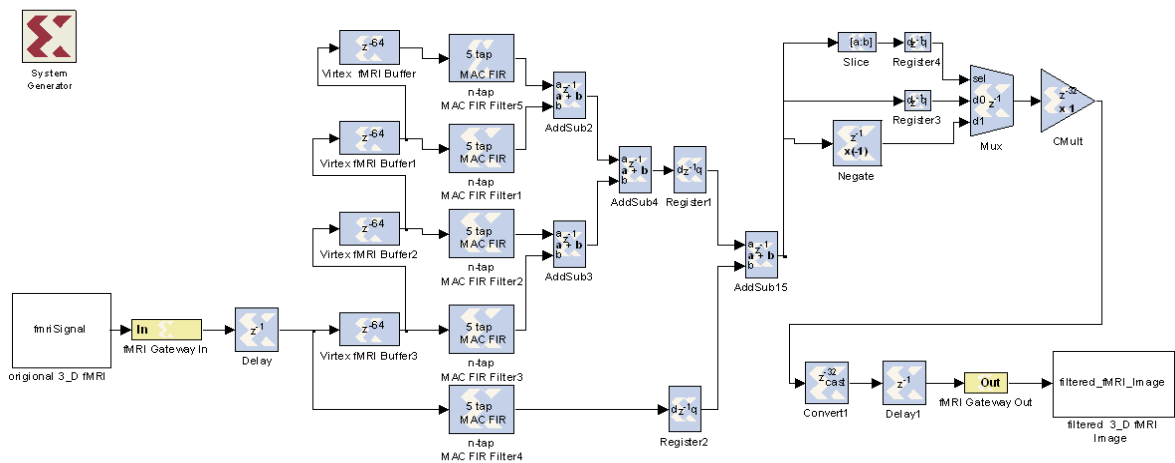 System
Generator
z-64
Virtex fMRI Buffer
5 tap
MAC FIR
n-tap
MAC FIR Filter5
a
z-1
a + b
b
AddSub2
z-64
Virtex fMRI Buffer1
5 tap
MAC FIR
n-tap
MAC FIR Filter1
a
z-1
a + b
b
AddSub4
d z-1 q
Register1
z-64
Virtex fMRI Buffer2
5 tap
MAC FIR
n-tap
MAC FIR Filter2
a
z-1
a + b
b
AddSub3
fmriSignal
origional 3_D fMRI
In
fMRI Gateway In
z-1
Delay
z-64
Virtex fMRI Buffer3
5 tap
MAC FIR
n-tap
MAC FIR Filter3
5 tap
MAC FIR
n-tap
MAC FIR Filter4
d z-1 q
Register2
a
z-1
a + b
b
AddSub15
[a:b]
Slice
d z-1 q
Register4
d z-1 q
Register3
z-1
x(-1)
Negate
sel
d0 z-1
d1
Mux
z-32
x 1
CMult
z-32
cast
Convert1
z-1
Delay1
Out
fMRI Gateway Out
filtered_fMRI_Image
filtered 3_D fMRI
Image